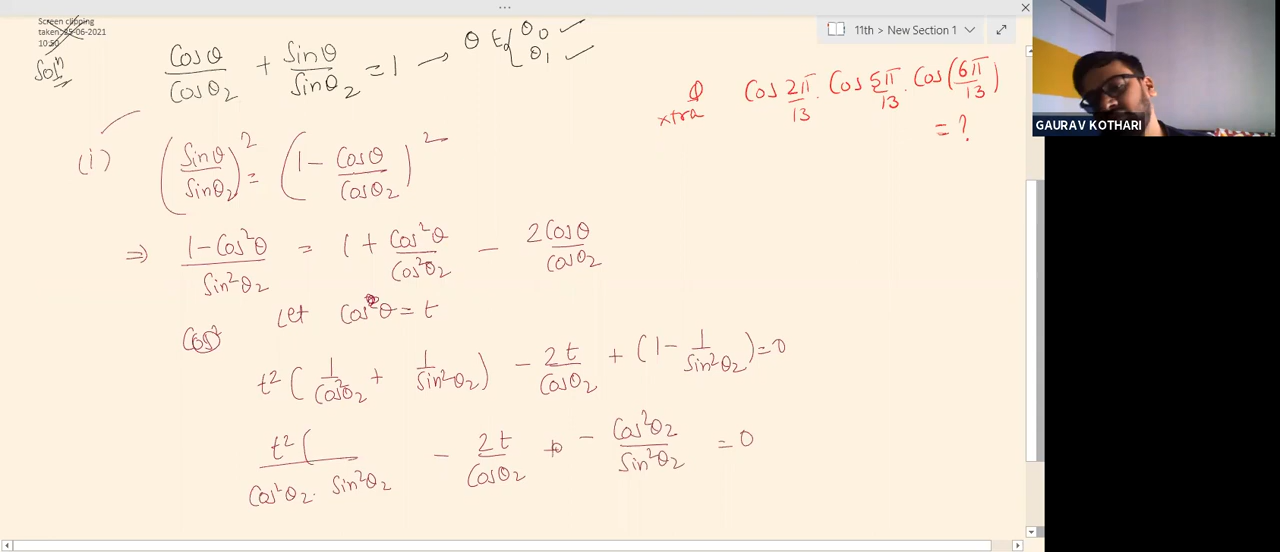 Screen clipping
taken: 25-06-2021
10:50
Solⁿ
Cosθ/Cosθ₂ + Sinθ/Sinθ₂ = 1 → θ ∈ { θ₀ ✓
θ₁ ✓
(i) (Sinθ/Sinθ₂)² = (1 - Cosθ/Cosθ₂)²
⇒ (1-Cos²θ)/Sin²θ₂ = 1 + Cos²θ/Cos²θ₂ - 2Cosθ/Cosθ₂
Let Cosθ = t
Cos²
t² (1/Cos²θ₂ + 1/Sin²θ₂) - 2t/Cosθ₂ + (1 - 1/Sin²θ₂) = 0
t² ( / Cos²θ₂ . Sin²θ₂ - 2t/Cosθ₂ - Cos²θ₂/Sin²θ₂ = 0
11th > New Section 1
Q xtra Cos 2π/13 . Cos 5π/13 . Cos (6π/13)
= ?
GAURAV KOTHARI